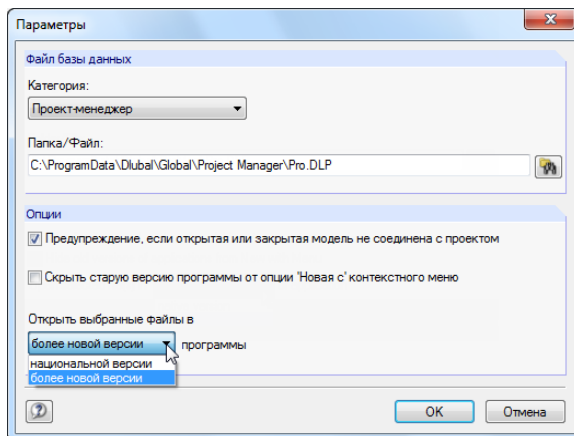 Параметры
Файл базы данных
Категория:
Проект-менеджер
Папка/Файл:
C:\ProgramData\Dlubal\Global\Project Manager\Pro.DLP
Опции
Предупреждение, если открытая или закрытая модель не соединена с проектом
Скрыть старую версию программы от опции 'Новая с' контекстного меню
Открыть выбранные файлы в
более новой версии программы
национальной версии
более новой версии
OK Отмена